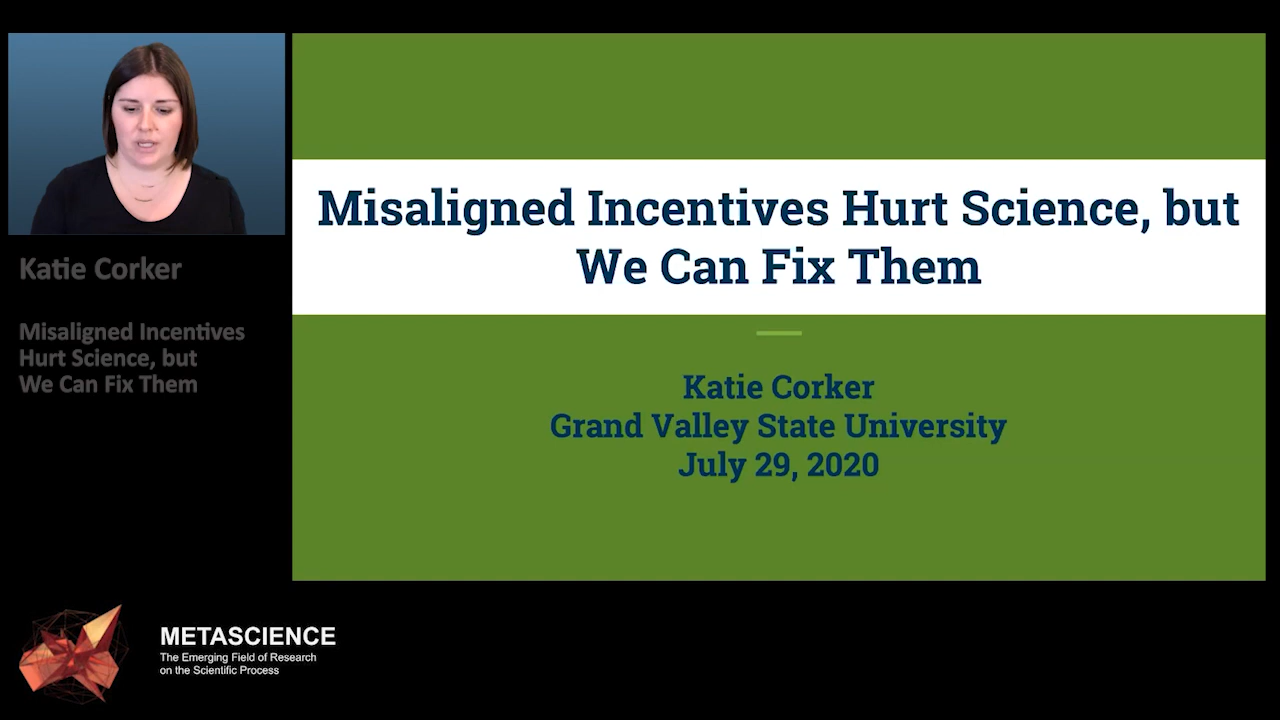 Misaligned Incentives Hurt Science, but
We Can Fix Them
Katie Corker
Grand Valley State University
July 29, 2020
Katie Corker
Misaligned Incentives
Hurt Science, but
We Can Fix Them
METASCIENCE
The Emerging Field of Research
on the Scientific Process